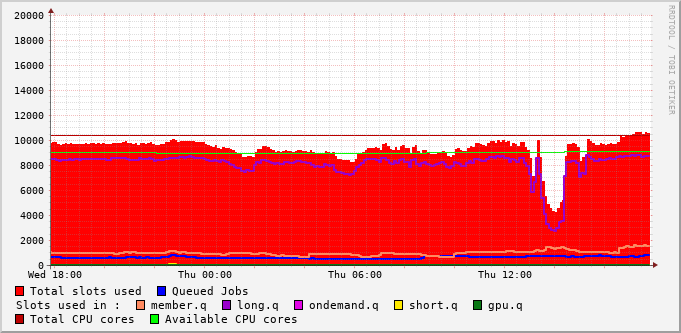 20000
18000
16000
14000
12000
10000
8000
6000
4000
2000
0
Wed 18:00 Thu 00:00 Thu 06:00 Thu 12:00
Total slots used Queued Jobs
Slots used in : member.q long.q ondemand.q short.q gpu.q
Total CPU cores Available CPU cores
RRDTOOL / TOBI OETIKER